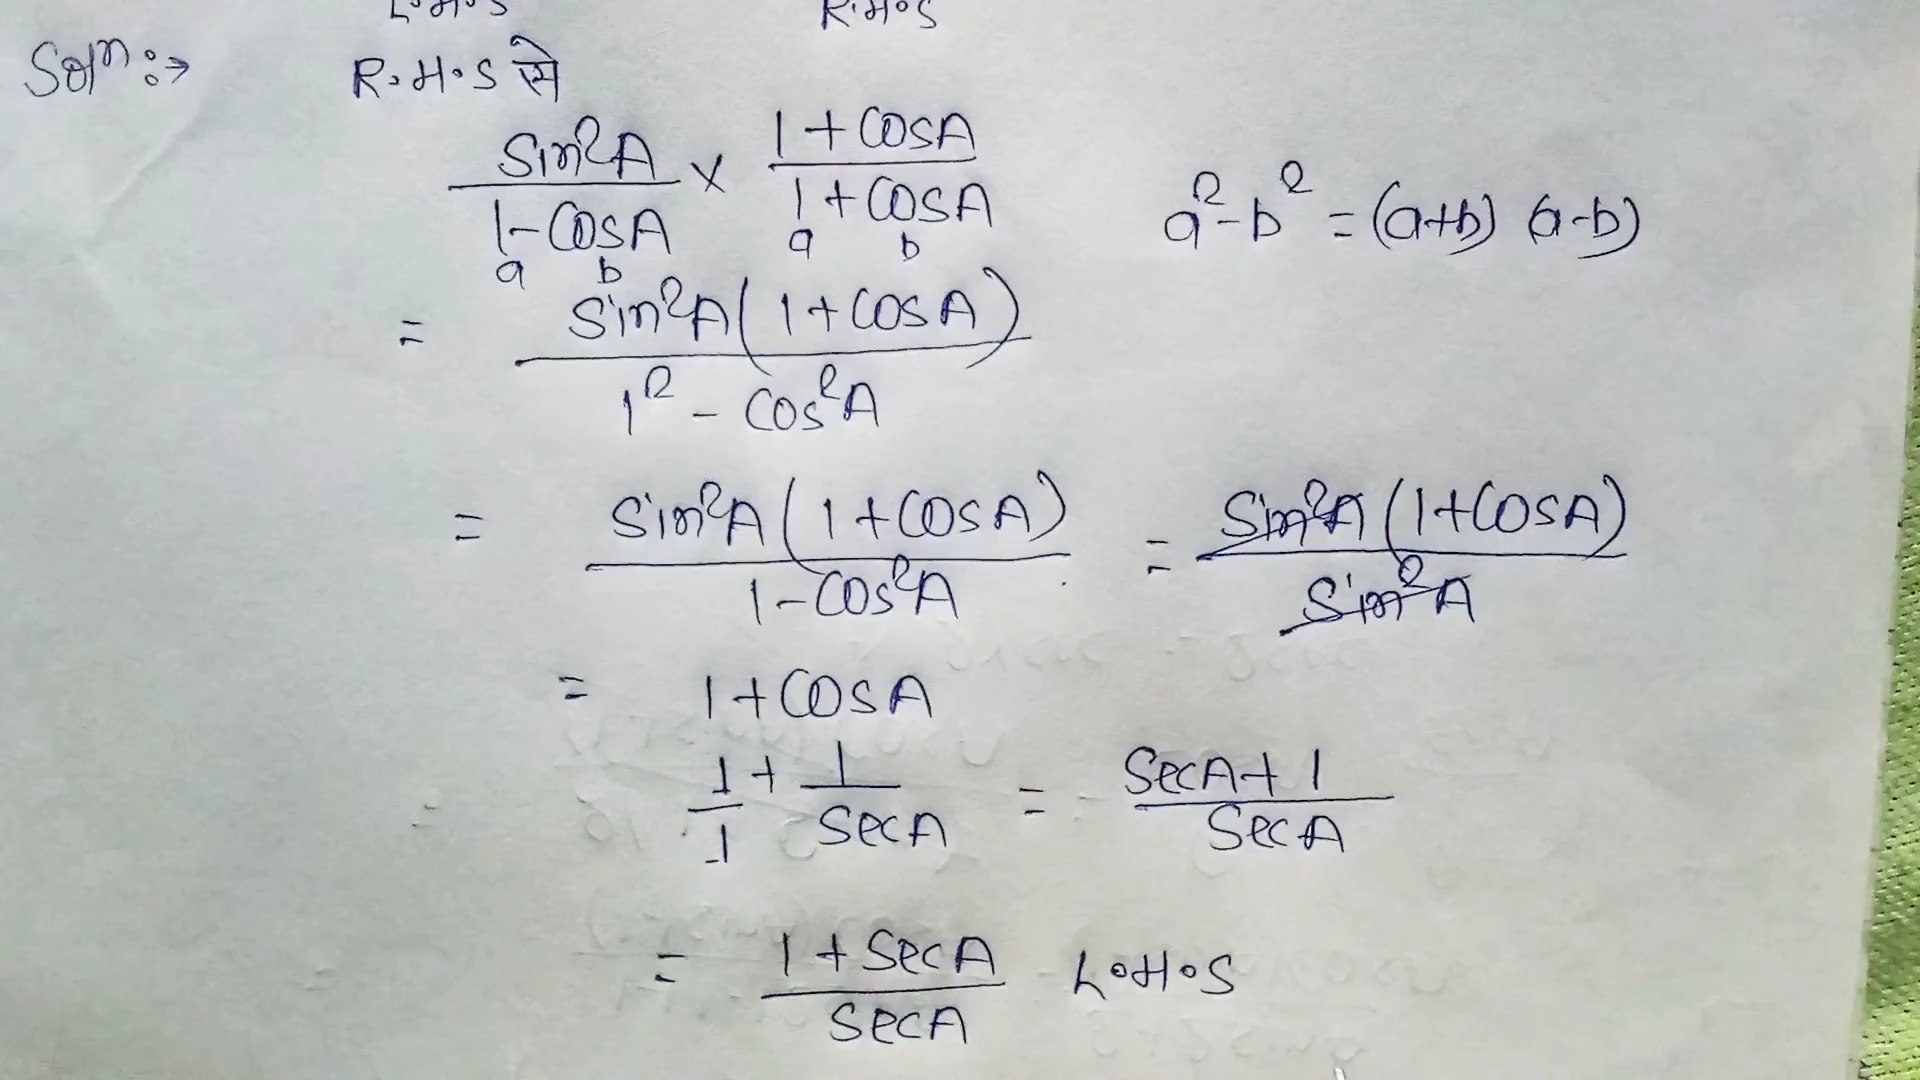 L.H.S R.H.S
Soln:→ R.H.S से
sin²A/1-cosA × 1+cosA/1+cosA a²-b² = (a+b) (a-b)
a b a b
= sin²A(1+cosA)/1²-cos²A
= sin²A(1+cosA)/1-cos²A = sin²A(1+cosA)/sin²A
= 1+cosA
1/1 + 1/secA = secA+1/secA
= 1+secA/secA L.H.S